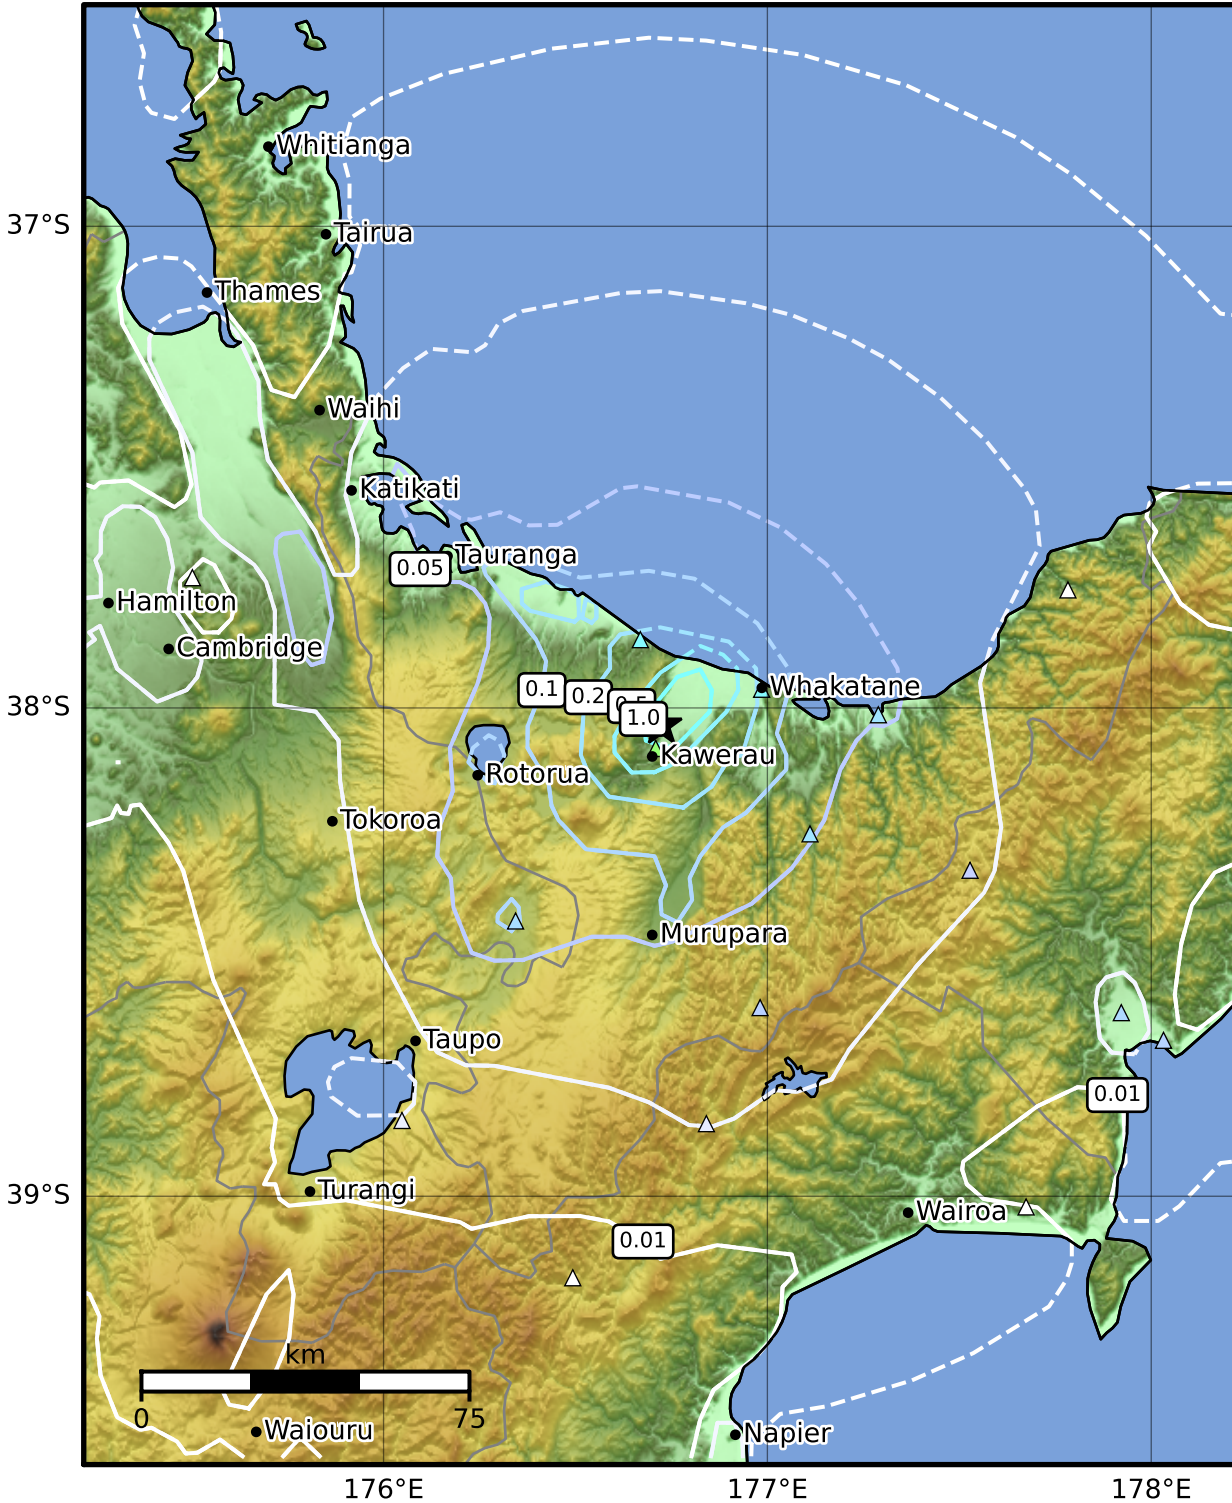 Whitianga
37°S
Tairua
Thames
Waihi
Katikati
Tauranga
0.05
Hamilton
Cambridge
0.1
0.2
0.5
1.0
Whakatane
38°S
Kawerau
Rotorua
Tokoroa
Murupara
Taupo
0.01
39°S
Turangi
Wairoa
0.01
km
0
75
Waiouru
Napier
176°E
177°E
178°E